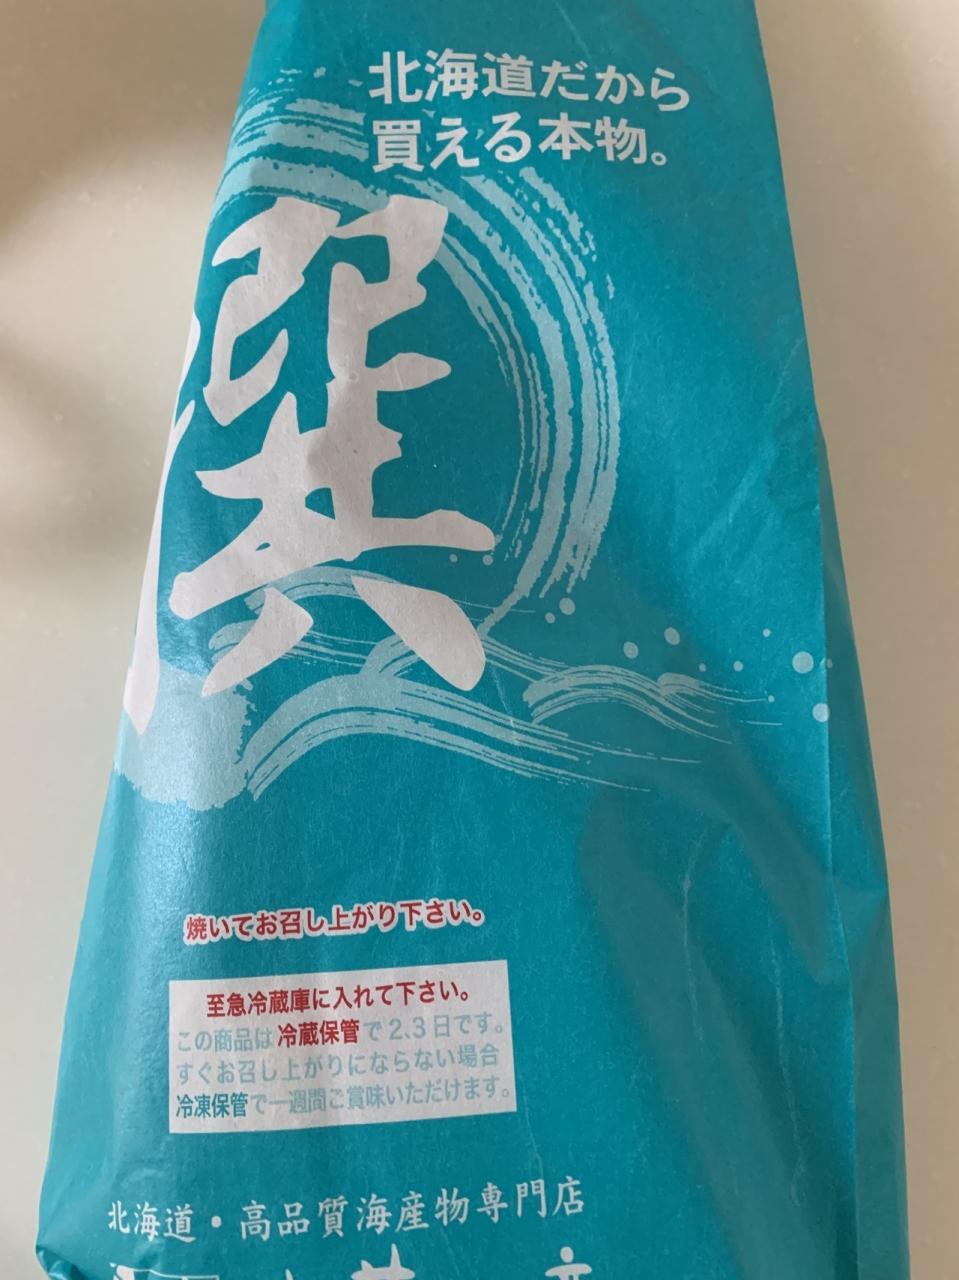 北海道だから
買える本物。
選
焼いてお召し上がり下さい。
至急冷蔵庫に入れて下さい。
この商品は冷蔵保管で2､3日です。
すぐお召し上がりにならない場合
冷凍保管で一週間ご賞味いただけます。
北海道・高品質海産物専門店